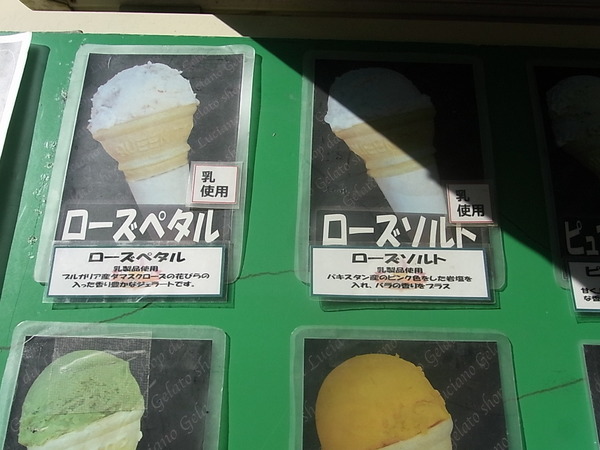 乳
使用
ローズペタル
ローズペタル
乳製品使用
ブルガリア産ダマスクローズの花びらの
入った香り豊かなジェラートです。
乳
使用
ローズソルト
ローズソルト
乳製品使用
パキスタン産のピンク色をした岩塩を
入れ、バラの香りをプラス
Luciano Gelato shop